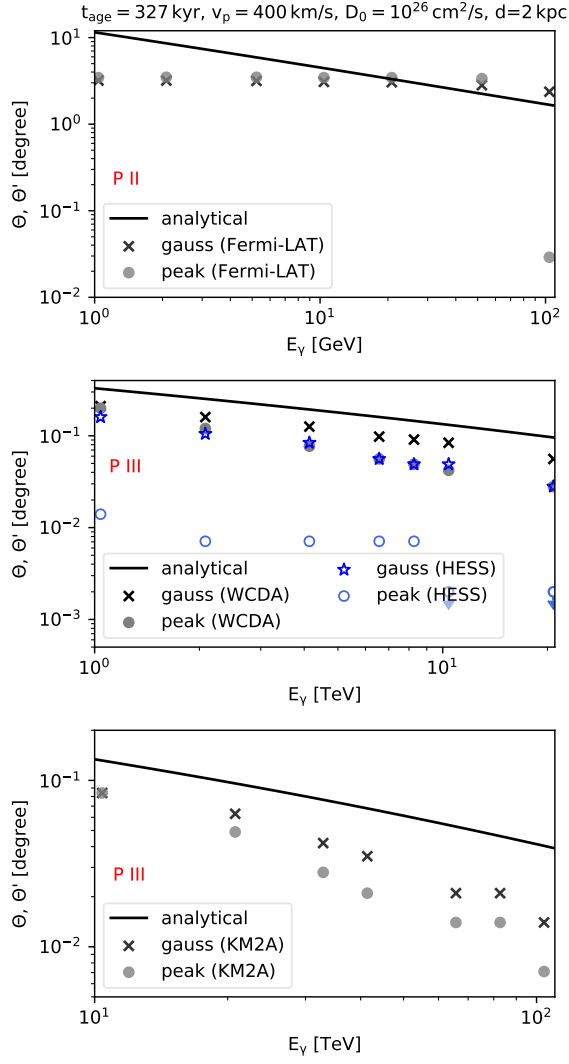 t_age = 327 kyr, v_p = 400 km/s, D_0 = 10^26 cm^2/s, d=2 kpc
Θ, Θ' [degree]
10^1
10^0
10^-1
10^-2
P II
analytical
gauss (Fermi-LAT)
peak (Fermi-LAT)
10^0 10^1 10^2
E_γ [GeV]
Θ, Θ' [degree]
10^-1
10^-2
10^-3
P III
analytical
gauss (WCDA)
peak (WCDA)
gauss (HESS)
peak (HESS)
10^0 10^1
E_γ [TeV]
Θ, Θ' [degree]
10^-1
10^-2
P III
analytical
gauss (KM2A)
peak (KM2A)
10^1 10^2
E_γ [TeV]